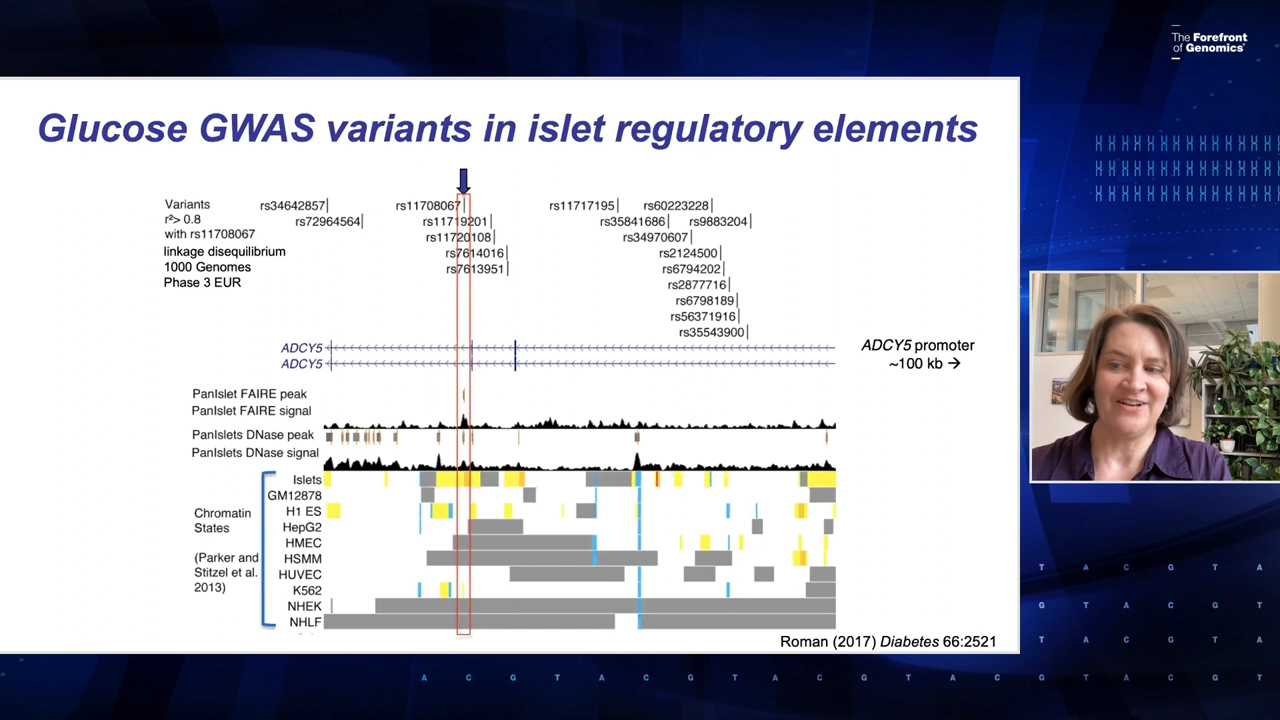 The Forefront
of Genomics
Glucose GWAS variants in islet regulatory elements
Variants
r²> 0.8
with rs11708067
linkage disequilibrium
1000 Genomes
Phase 3 EUR
rs34642857
rs11708067
rs11717195
rs60223228
rs72964564
rs11719201
rs35841686
rs9883204
rs11720108
rs34970607
rs7614016
rs2124500
rs7613951
rs6794202
rs2877716
rs6798189
rs56371916
rs35543900
ADCY5
ADCY5
ADCY5 promoter
~100 kb →
PanIslet FAIRE peak
PanIslet FAIRE signal
PanIslets DNase peak
PanIslets DNase signal
Chromatin
States
(Parker and
Stitzel et al.
2013)
Islets
GM12878
H1 ES
HepG2
HMEC
HSMM
HUVEC
K562
NHEK
NHLF
Roman (2017) Diabetes 66:2521
T A C G T A
G T A C G T
T A C G T A
A C G T A C G T A C G T A C G T A C G T